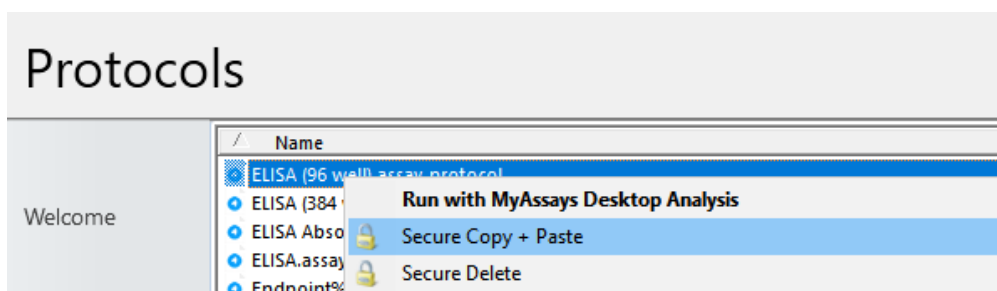 Protocols
Name
ELISA (96 well) assay-protocol
ELISA (384
Run with MyAssays Desktop Analysis
Welcome
ELISA Abso
Secure Copy + Paste
ELISA.assay
Secure Delete
Endpoint%